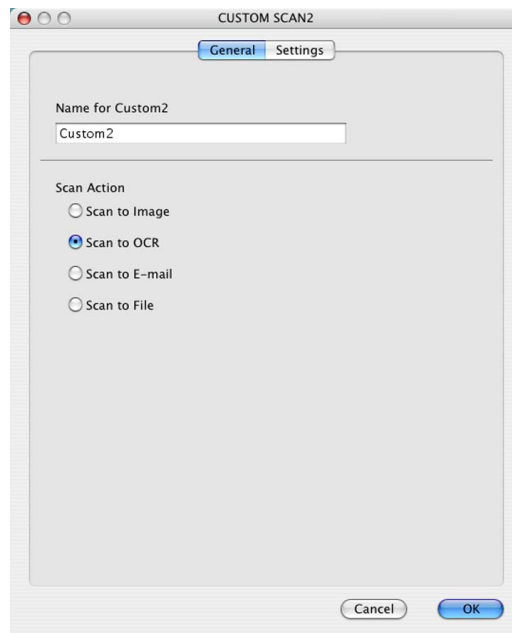 CUSTOM SCAN2
General Settings
Name for Custom2
Custom2
Scan Action
Scan to Image
Scan to OCR
Scan to E-mail
Scan to File
Cancel OK